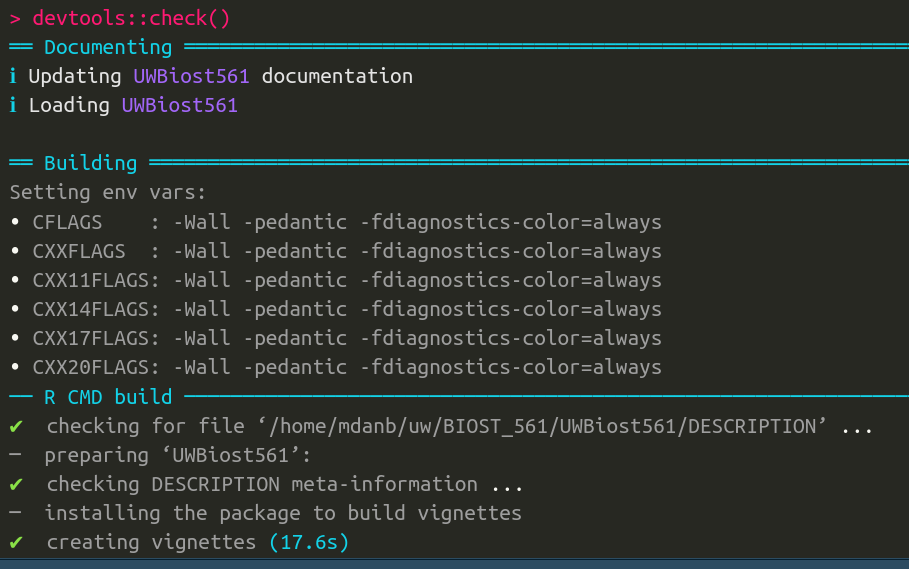 > devtools::check()
══ Documenting ══════════════════════════════════════════════════════════════
ℹ Updating UWBiost561 documentation
ℹ Loading UWBiost561
══ Building ═════════════════════════════════════════════════════════════════
Setting env vars:
• CFLAGS    : -Wall -pedantic -fdiagnostics-color=always
• CXXFLAGS  : -Wall -pedantic -fdiagnostics-color=always
• CXX11FLAGS: -Wall -pedantic -fdiagnostics-color=always
• CXX14FLAGS: -Wall -pedantic -fdiagnostics-color=always
• CXX17FLAGS: -Wall -pedantic -fdiagnostics-color=always
• CXX20FLAGS: -Wall -pedantic -fdiagnostics-color=always
── R CMD build ──────────────────────────────────────────────────────────────
✔  checking for file ‘/home/mdanb/uw/BIOST_561/UWBiost561/DESCRIPTION’ ...
─  preparing ‘UWBiost561’:
✔  checking DESCRIPTION meta-information ...
─  installing the package to build vignettes
✔  creating vignettes (17.6s)